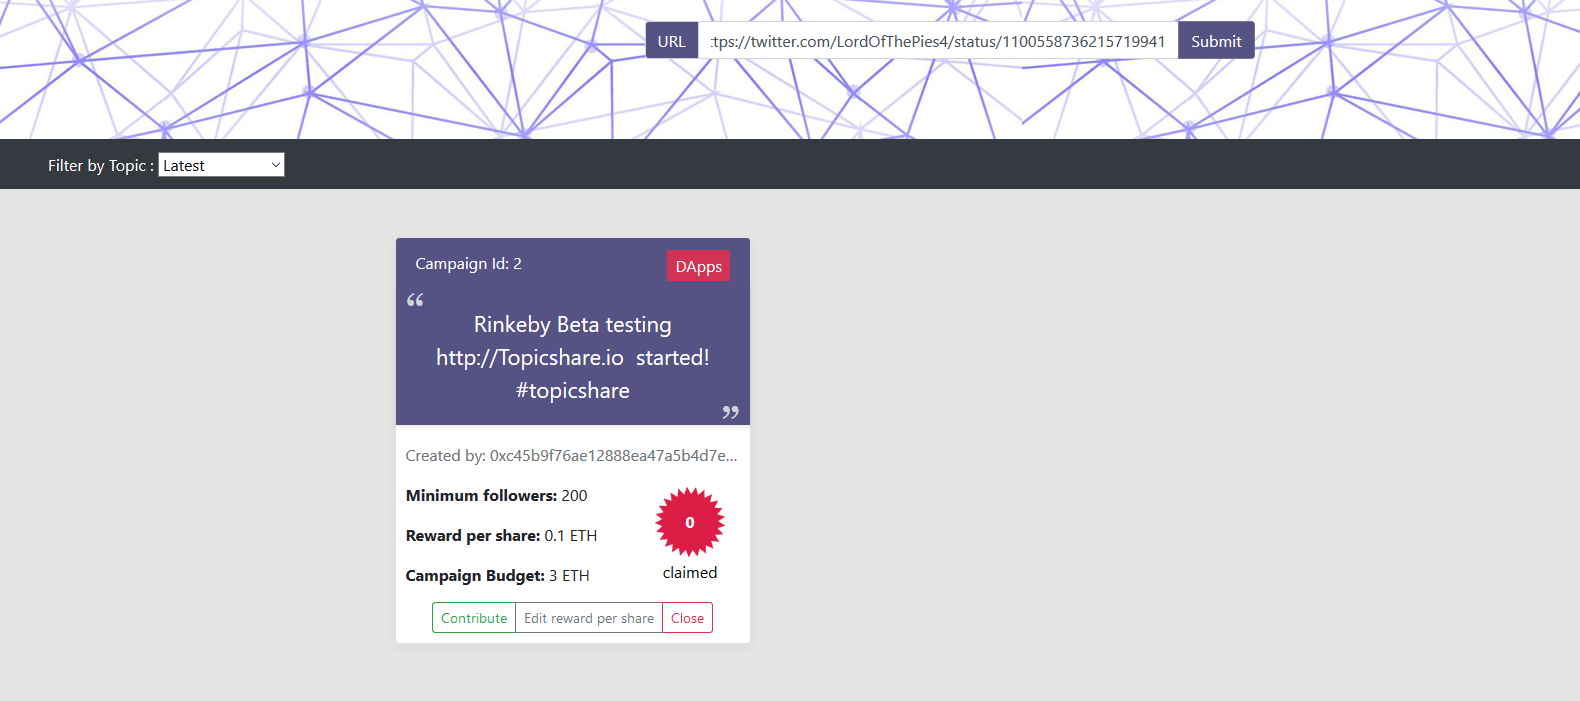 URL ttps://twitter.com/LordOfThePies4/status/1100558736215719941 Submit
Filter by Topic : Latest
Campaign Id: 2 DApps
“
Rinkeby Beta testing
http://Topicshare.io started!
#topicshare
”
Created by: 0xc45b9f76ae12888ea47a5b4d7e...
Minimum followers: 200
0
Reward per share: 0.1 ETH
claimed
Campaign Budget: 3 ETH
Contribute Edit reward per share Close